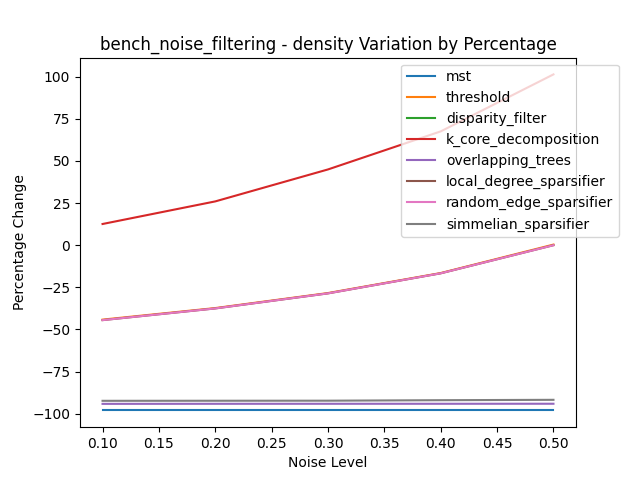 bench_noise_filtering - density Variation by Percentage
mst
threshold
disparity_filter
k_core_decomposition
overlapping_trees
local_degree_sparsifier
random_edge_sparsifier
simmelian_sparsifier
Percentage Change
100
75
50
25
0
−25
−50
−75
−100
0.10 0.15 0.20 0.25 0.30 0.35 0.40 0.45 0.50
Noise Level